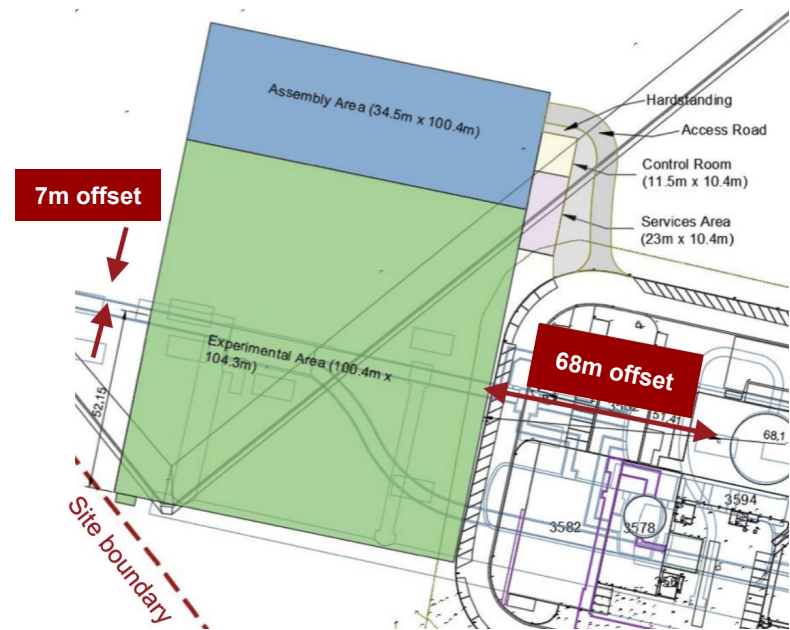 Assembly Area (34.5m x 100.4m)
Hardstanding
Access Road
Control Room
(11.5m x 10.4m)
Services Area
(23m x 10.4m)
7m offset
Experimental Area (100.4m x
104.3m)
68m offset
52,15
51,41
68,1
3594
3582
3578
Site boundary